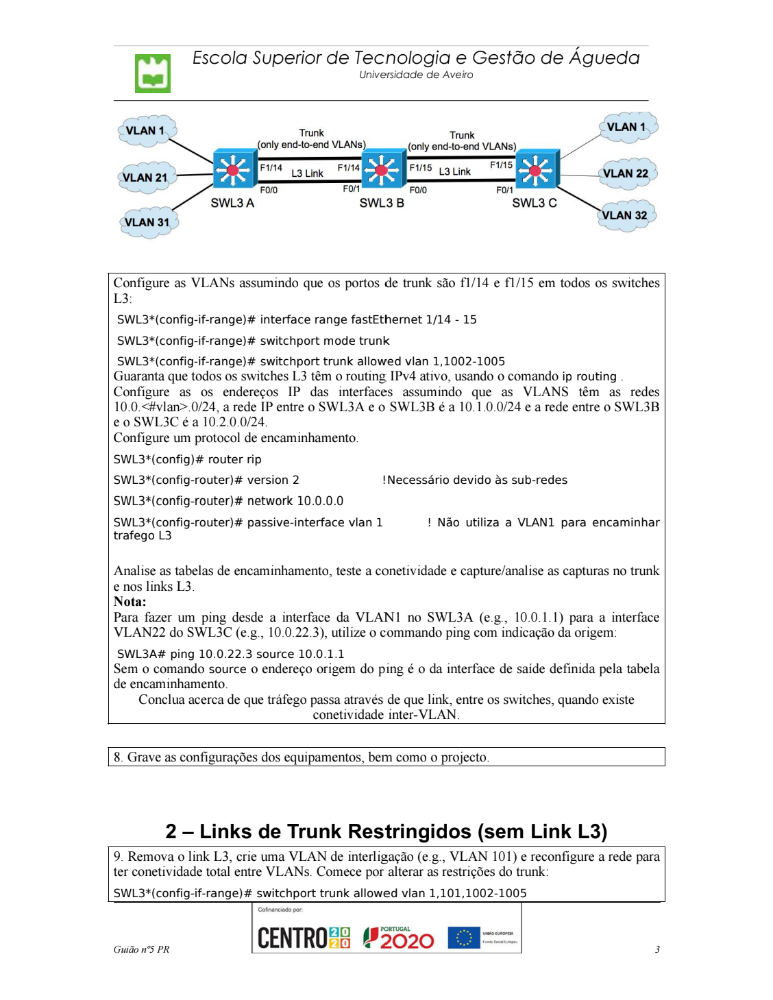 Escola Superior de Tecnologia e Gestão de Águeda
Universidade de Aveiro
VLAN 1
VLAN 21
VLAN 31
Trunk
(only end-to-end VLANs)
F1/14
L3 Link
F1/14
F0/0
F0/1
SWL3 A
SWL3 B
Trunk
(only end-to-end VLANs)
F1/15
L3 Link
F1/15
F0/0
F0/1
SWL3 C
VLAN 1
VLAN 22
VLAN 32
Configure as VLANs assumindo que os portos de trunk são f1/14 e f1/15 em todos os switches
L3:
SWL3*(config-if-range)# interface range fastEthernet 1/14 - 15
SWL3*(config-if-range)# switchport mode trunk
SWL3*(config-if-range)# switchport trunk allowed vlan 1,1002-1005
Guaranta que todos os switches L3 têm o routing IPv4 ativo, usando o comando ip routing .
Configure as os endereços IP das interfaces assumindo que as VLANS têm as redes
10.0.<#vlan>.0/24, a rede IP entre o SWL3A e o SWL3B é a 10.1.0.0/24 e a rede entre o SWL3B
e o SWL3C é a 10.2.0.0/24.
Configure um protocol de encaminhamento.
SWL3*(config)# router rip
SWL3*(config-router)# version 2 !Necessário devido às sub-redes
SWL3*(config-router)# network 10.0.0.0
SWL3*(config-router)# passive-interface vlan 1 ! Não utiliza a VLAN1 para encaminhar
trafego L3
Analise as tabelas de encaminhamento, teste a conetividade e capture/analise as capturas no trunk
e nos links L3.
Nota:
Para fazer um ping desde a interface da VLAN1 no SWL3A (e.g., 10.0.1.1) para a interface
VLAN22 do SWL3C (e.g., 10.0.22.3), utilize o commando ping com indicação da origem:
SWL3A# ping 10.0.22.3 source 10.0.1.1
Sem o comando source o endereço origem do ping é o da interface de saída definida pela tabela
de encaminhamento.
Conclua acerca de que tráfego passa através de que link, entre os switches, quando existe
conetividade inter-VLAN.
8. Grave as configurações dos equipamentos, bem como o projecto.
2 – Links de Trunk Restringidos (sem Link L3)
9. Remova o link L3, crie uma VLAN de interligação (e.g., VLAN 101) e reconfigure a rede para
ter conetividade total entre VLANs. Comece por alterar as restrições do trunk:
SWL3*(config-if-range)# switchport trunk allowed vlan 1,101,1002-1005
Cofinanciado por:
CENTRO 2020
PORTUGAL
2020
UNIÃO EUROPEIA
Fundo Social Europeu
Guião nº5 PR
3